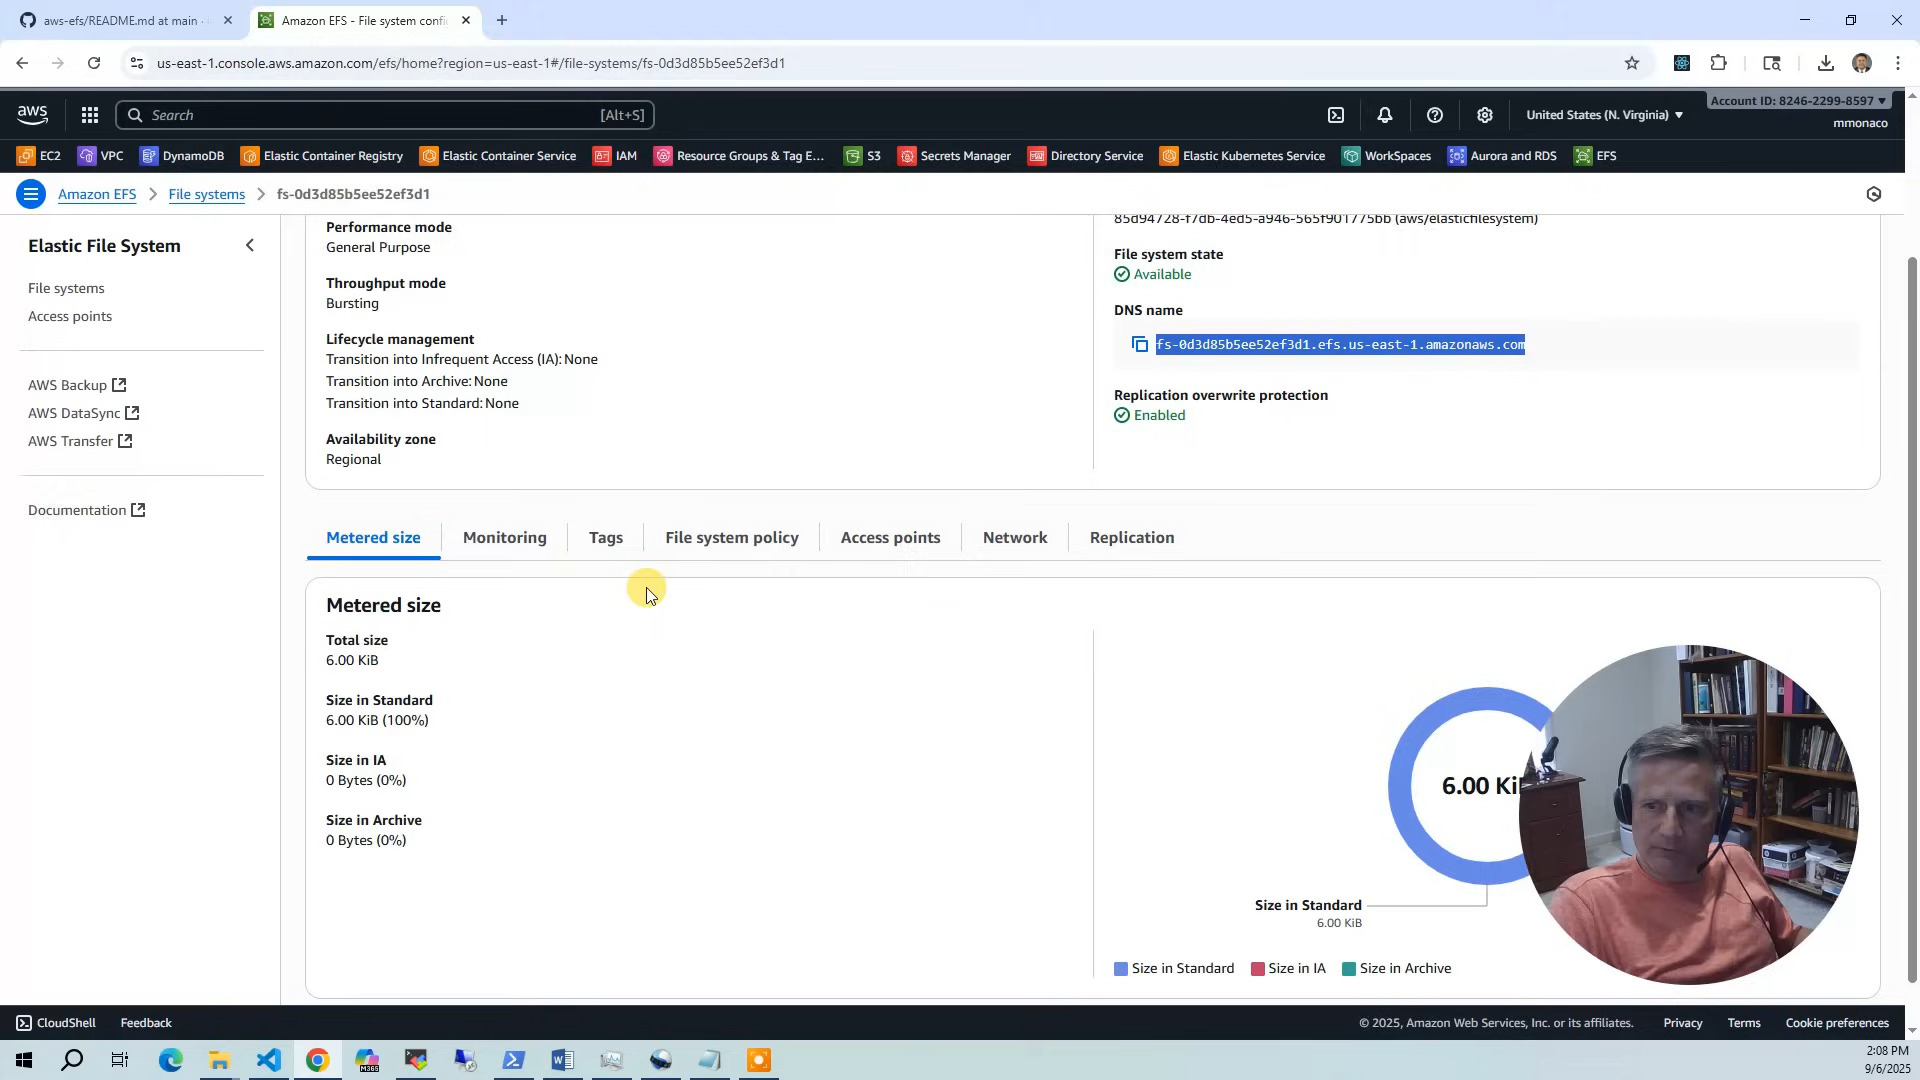 aws-efs/README.md at main ·
Amazon EFS - File system confi
us-east-1.console.aws.amazon.com/efs/home?region=us-east-1#/file-systems/fs-0d3d85b5ee52ef3d1
Account ID: 8246-2299-8597
aws
Search
[Alt+S]
United States (N. Virginia)
mmonaco
EC2
VPC
DynamoDB
Elastic Container Registry
Elastic Container Service
IAM
Resource Groups & Tag E...
S3
Secrets Manager
Directory Service
Elastic Kubernetes Service
WorkSpaces
Aurora and RDS
EFS
Amazon EFS
File systems
fs-0d3d85b5ee52ef3d1
Elastic File System
File systems
Access points
AWS Backup
AWS DataSync
AWS Transfer
Documentation
Performance mode
General Purpose
Throughput mode
Bursting
Lifecycle management
Transition into Infrequent Access (IA): None
Transition into Archive: None
Transition into Standard: None
Availability zone
Regional
85d94728-f7db-4ed5-a946-565f901775bb (aws/elasticfilesystem)
File system state
Available
DNS name
fs-0d3d85b5ee52ef3d1.efs.us-east-1.amazonaws.com
Replication overwrite protection
Enabled
Metered size
Monitoring
Tags
File system policy
Access points
Network
Replication
Metered size
Total size
6.00 KiB
Size in Standard
6.00 KiB (100%)
Size in IA
0 Bytes (0%)
Size in Archive
0 Bytes (0%)
6.00 Ki
Size in Standard
6.00 KiB
Size in Standard
Size in IA
Size in Archive
CloudShell
Feedback
© 2025, Amazon Web Services, Inc. or its affiliates.
Privacy
Terms
Cookie preferences
M365
2:08 PM
9/6/2025